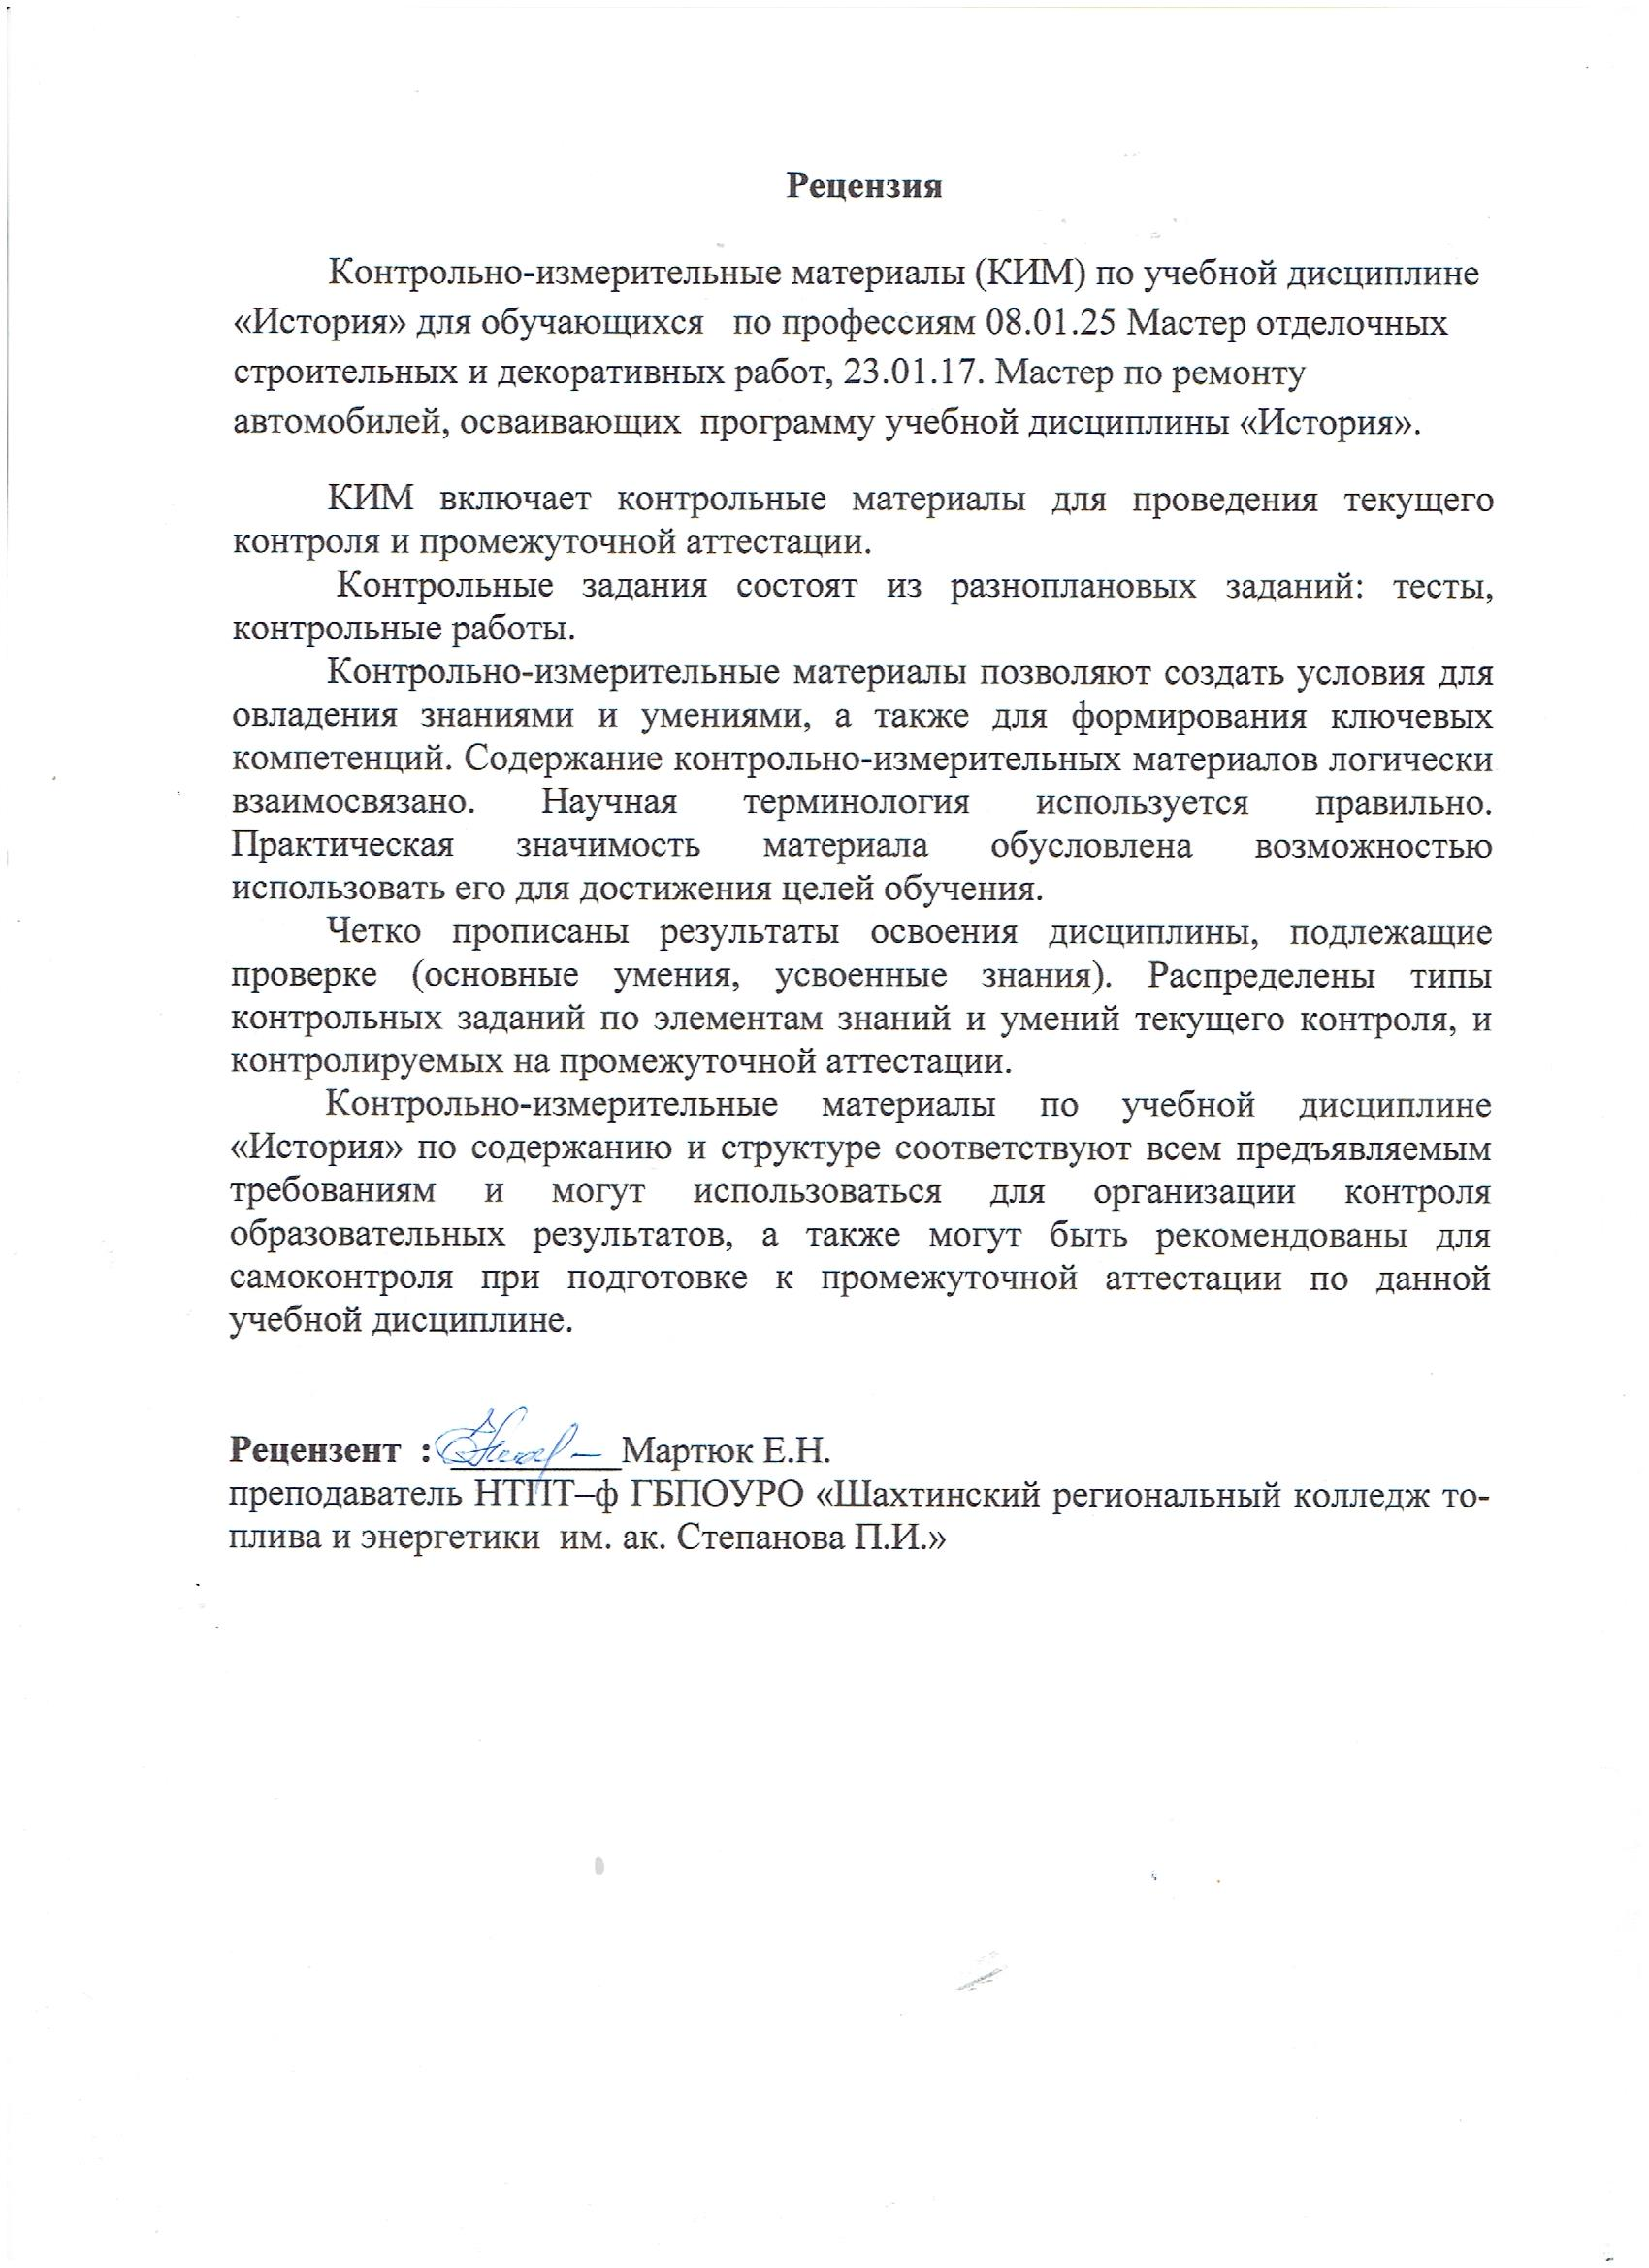 Рецензия
Контрольно-измерительные материалы (КИМ) по учебной дисциплине
«История» для обучающихся по профессиям 08.01.25 Мастер отделочных
строительных и декоративных работ, 23.01.17. Мастер по ремонту
автомобилей, осваивающих программу учебной дисциплины «История».
КИМ включает контрольные материалы для проведения текущего
контроля и промежуточной аттестации.
Контрольные задания состоят из разноплановых заданий: тесты,
контрольные работы.
Контрольно-измерительные материалы позволяют создать условия для
овладения знаниями и умениями, а также для формирования ключевых
компетенций. Содержание контрольно-измерительных материалов логически
взаимосвязано. Научная терминология используется правильно.
Практическая значимость материала обусловлена возможностью
использовать его для достижения целей обучения.
Четко прописаны результаты освоения дисциплины, подлежащие
проверке (основные умения, усвоенные знания). Распределены типы
контрольных заданий по элементам знаний и умений текущего контроля, и
контролируемых на промежуточной аттестации.
Контрольно-измерительные материалы по учебной дисциплине
«История» по содержанию и структуре соответствуют всем предъявляемым
требованиям и могут использоваться для организации контроля
образовательных результатов, а также могут быть рекомендованы для
самоконтроля при подготовке к промежуточной аттестации по данной
учебной дисциплине.
Рецензент : Мартюк Е.Н.
преподаватель НТПТ–ф ГБПОУРО «Шахтинский региональный колледж то-
плива и энергетики им. ак. Степанова П.И.»